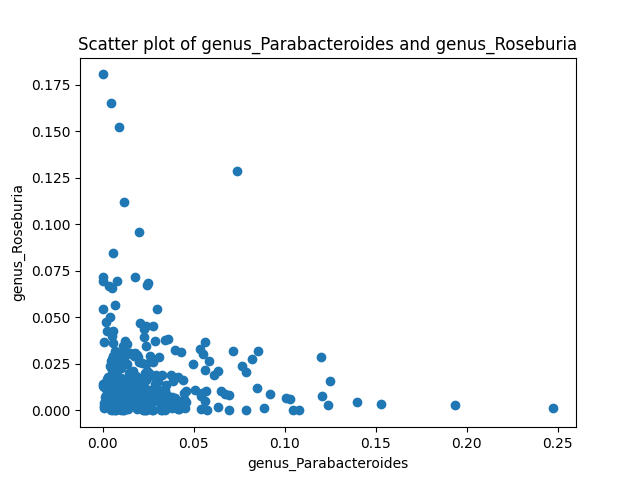 Scatter plot of genus_Parabacteroides and genus_Roseburia
0.175
0.150
0.125
0.100
0.075
0.050
0.025
0.000
genus_Roseburia
0.00 0.05 0.10 0.15 0.20 0.25
genus_Parabacteroides